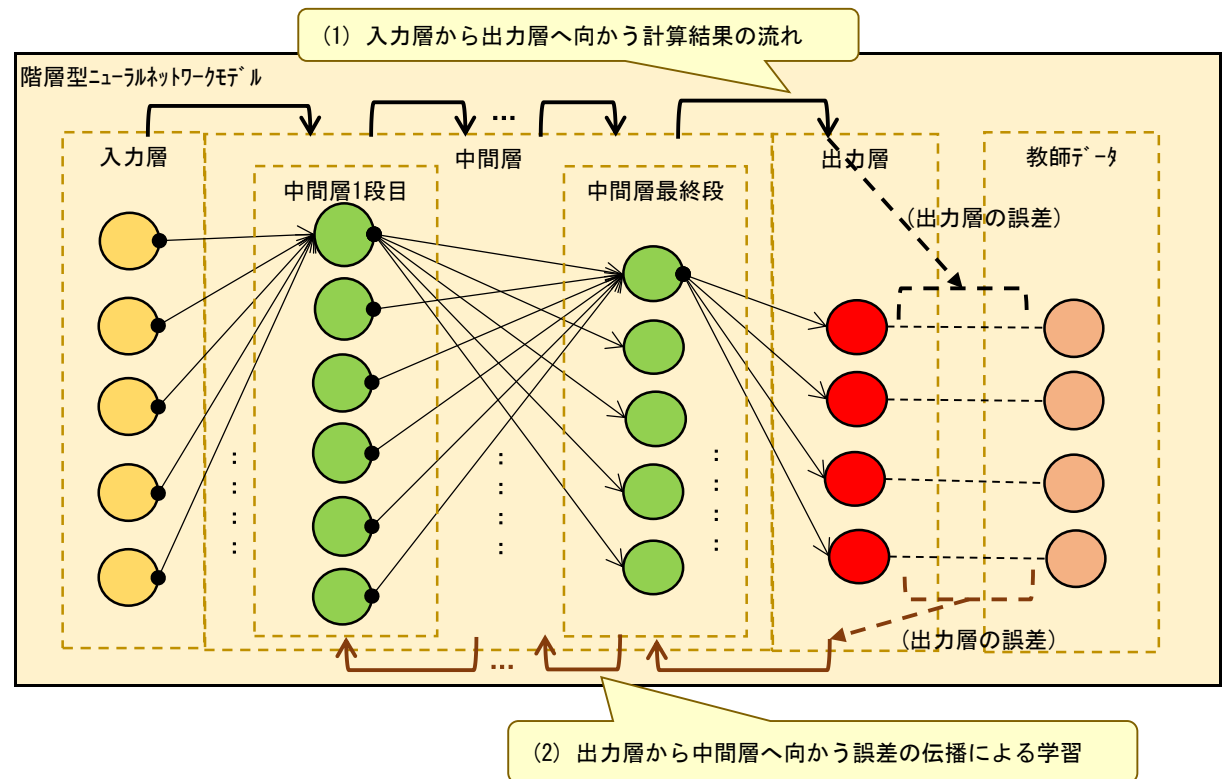 (1) 入力層から出力層へ向かう計算結果の流れ
階層型ﾆｭｰﾗﾙﾈｯﾄﾜｰｸﾓﾃﾞﾙ
...
入力層
中間層
出力層
教師ﾃﾞｰﾀ
中間層1段目
中間層最終段
(出力層の誤差)
(出力層の誤差)
...
(2) 出力層から中間層へ向かう誤差の伝播による学習